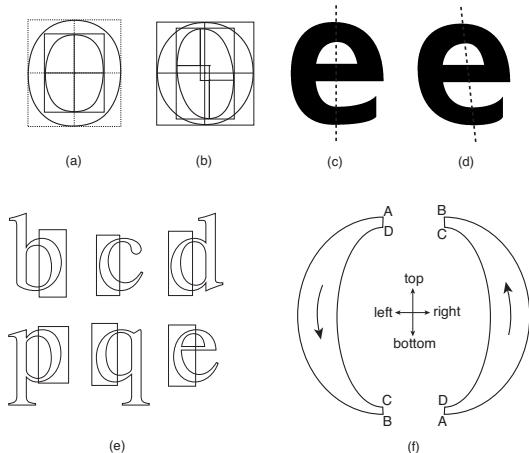 e e
(a) (b) (c) (d)
b c d
p q e
(e)
A B
D C
top
left right
bottom
C D
B A
(f)